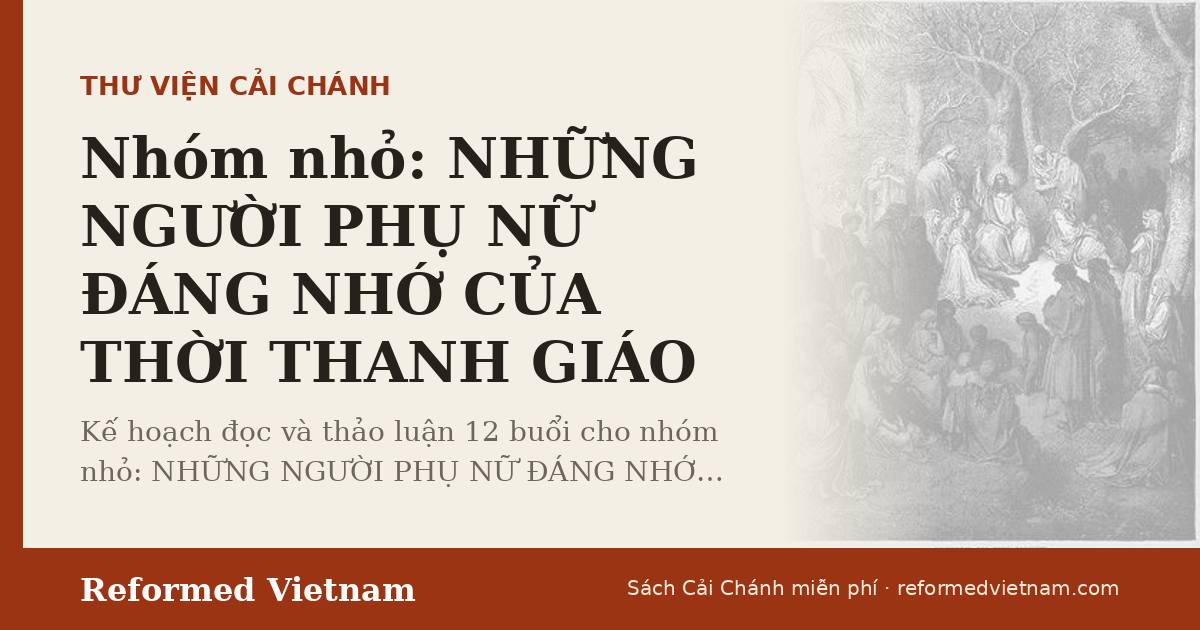 THƯ VIỆN CẢI CHÁNH
Nhóm nhỏ: NHỮNG
NGƯỜI PHỤ NỮ
ĐÁNG NHỚ CỦA
THỜI THANH GIÁO
Kế hoạch đọc và thảo luận 12 buổi cho nhóm
nhỏ: NHỮNG NGƯỜI PHỤ NỮ ĐÁNG NHỚ...
Reformed Vietnam
Sách Cải Chánh miễn phí · reformedvietnam.com